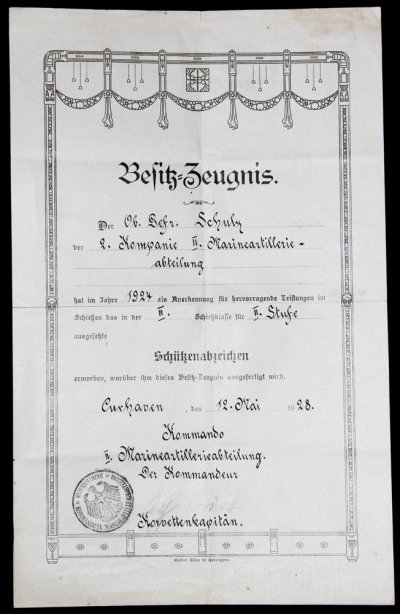 Besitz-Zeugnis.
Der Ob. Gefr. Schulz
der 2. Kompanie II. Marineartillerie-
abteilung
hat im Jahre 1927 als Anerkennung für hervorragende Leistungen im
Schießen das in der II. Schießklasse für II. Stufe
ausgesetzte
Schützenabzeichen
erworben, worüber ihm dieses Besitz-Zeugnis ausgefertigt wird.
Cuxhaven, den 12. Mai 1928.
Kommando
II. Marineartillerieabteilung.
Der Kommandeur
Korvettenkapitän.